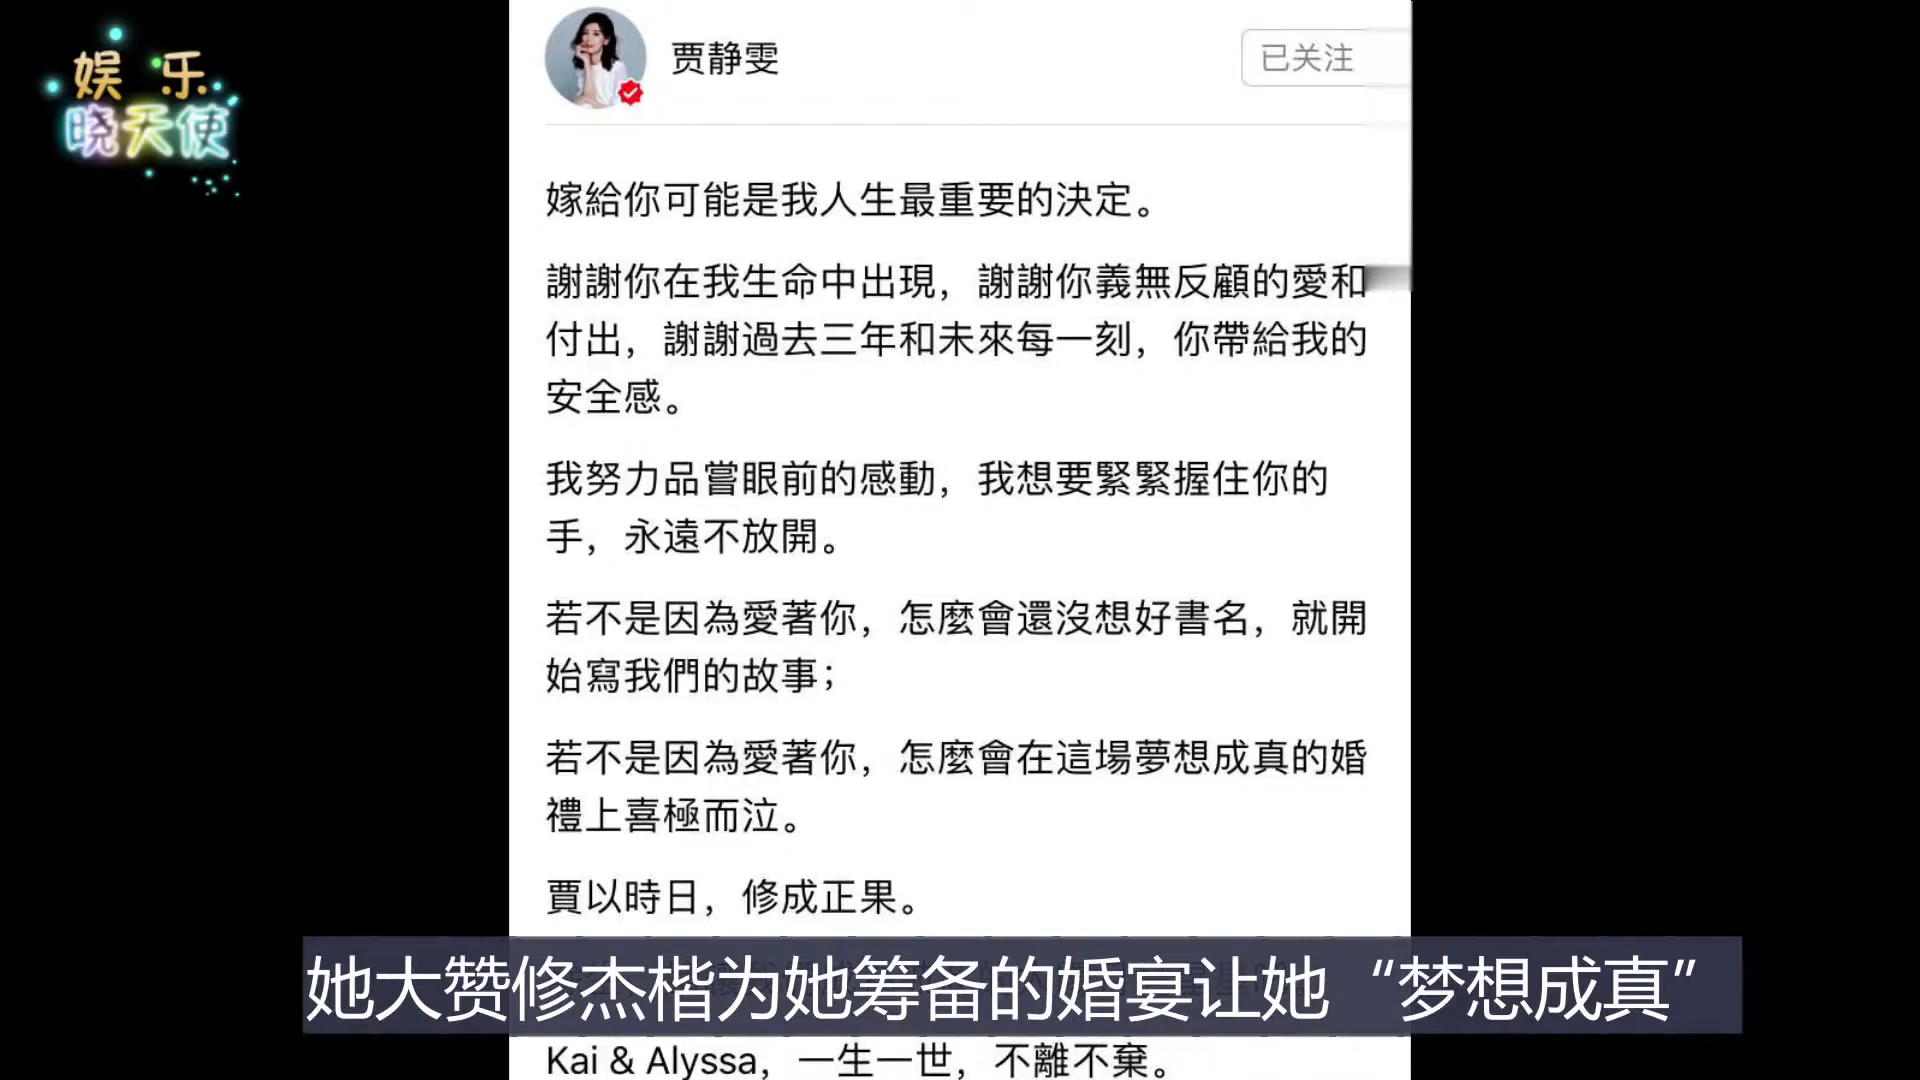 娱乐
晓天使
贾静雯
已关注
嫁給你可能是我人生最重要的決定。
謝謝你在我生命中出現，謝謝你義無反顧的愛和
付出，謝謝過去三年和未來每一刻，你帶給我的
安全感。
我努力品嘗眼前的感動，我想要緊緊握住你的
手，永遠不放開。
若不是因為愛著你，怎麼會還沒想好書名，就開
始寫我們的故事；
若不是因為愛著你，怎麼會在這場夢想成真的婚
禮上喜極而泣。
賈以時日，修成正果。
她大赞修杰楷为她筹备的婚宴让她“梦想成真”
Kai & Alyssa，一生一世，不離不棄。